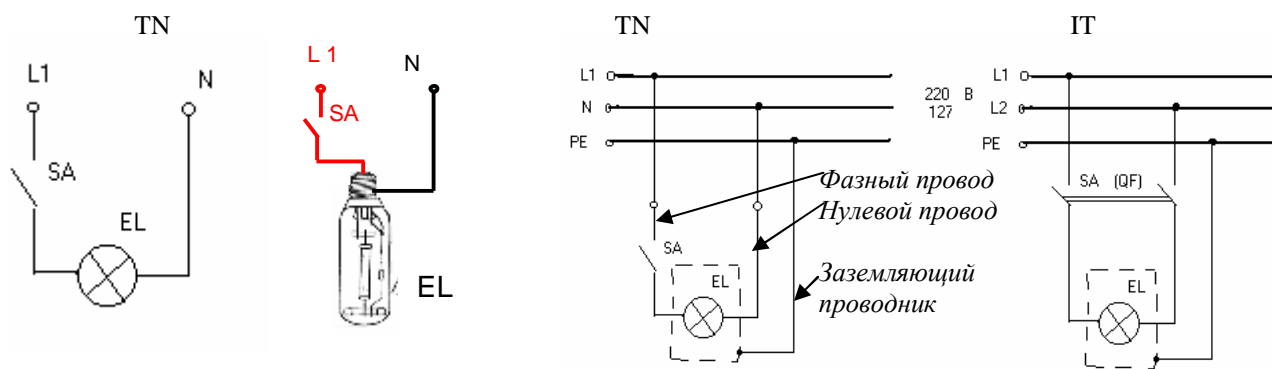 TN
L1
N
SA
EL
L 1
N
SA
EL
TN
L1
N
PE
SA
EL
Фазный провод
Нулевой провод
Заземляющий
проводник
220 В
127
IT
L1
L2
PE
SA (QF)
EL